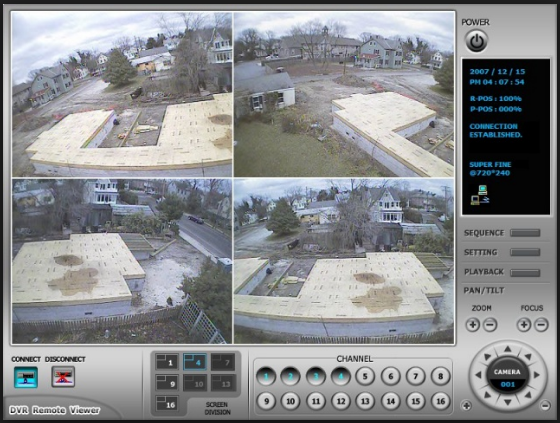 POWER
2007 / 12 / 15
PM 04 : 07 : 54
R-POS : 100%
P-POS : 000%
CONNECTION
ESTABLISHED.
SUPER FINE
@720*240
SEQUENCE
SETTING
PLAYBACK
PAN/TILT
ZOOM FOCUS
CAMERA
001
CONNECT DISCONNECT
1 4 7
9 10 13
16 SCREEN
DIVISION
CHANNEL
1 2 3 4 5 6 7 8
9 10 11 12 13 14 15 16
DVR Remote Viewer